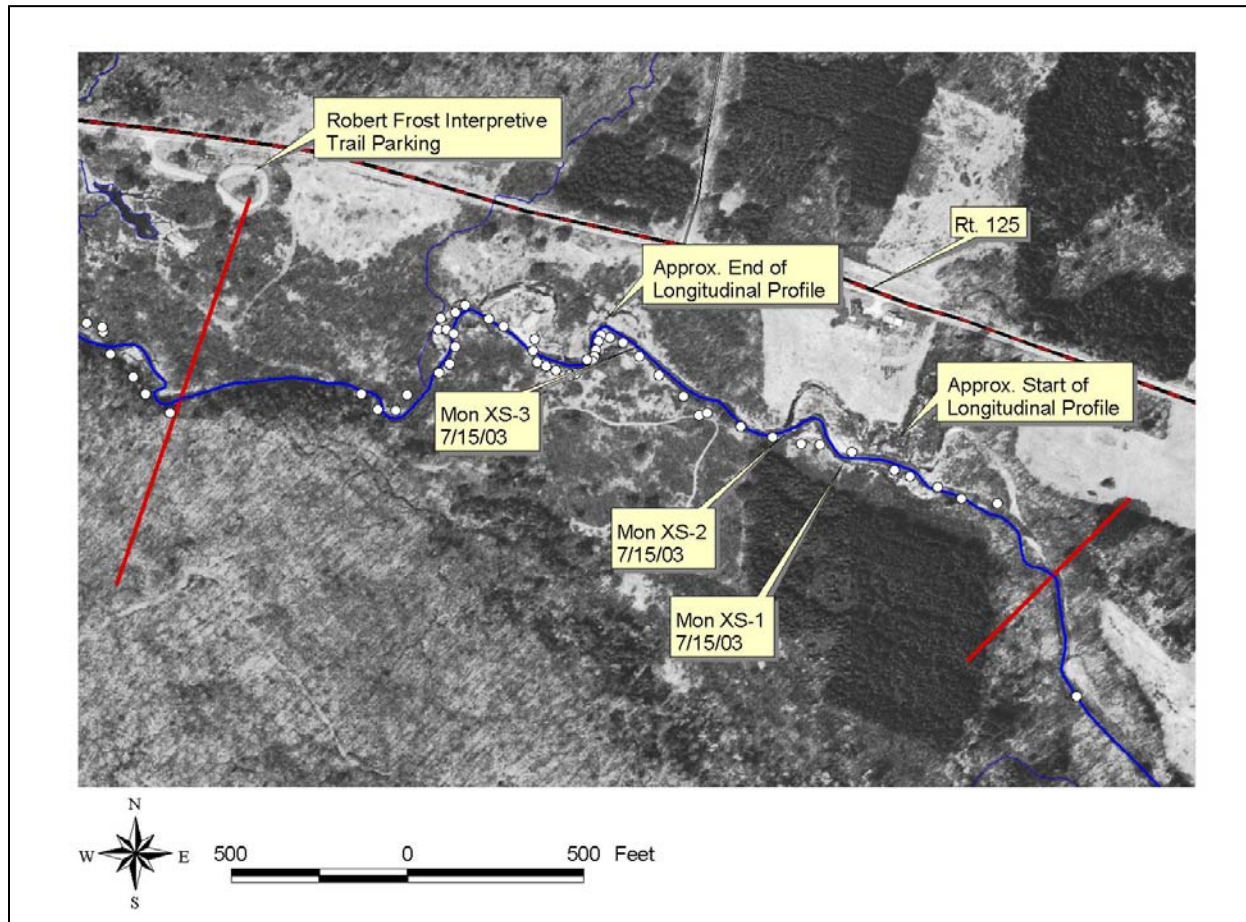 Robert Frost Interpretive
Trail Parking
Rt. 125
Approx. End of
Longitudinal Profile
Approx. Start of
Longitudinal Profile
Mon XS-3
7/15/03
Mon XS-2
7/15/03
Mon XS-1
7/15/03
N
W E
S
500 0 500 Feet